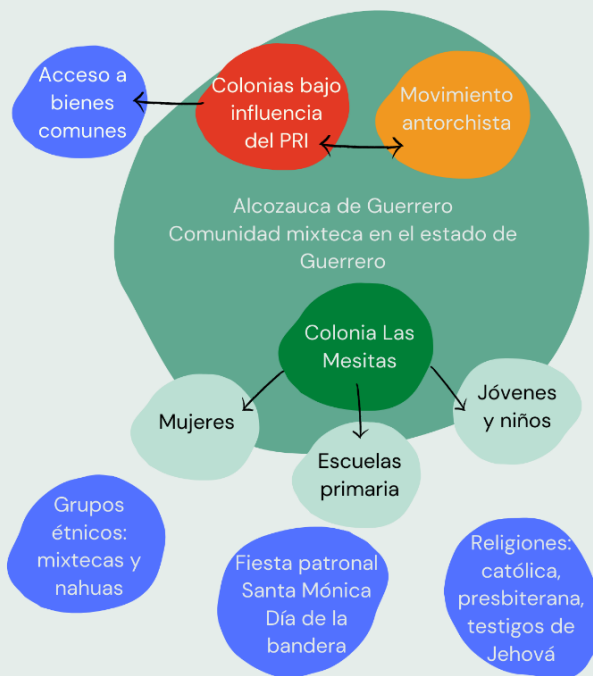 Acceso a
bienes
comunes
Colonias bajo
influencia
del PRI
Movimiento
antorchista
Alcozauca de Guerrero
Comunidad mixteca en el estado de
Guerrero
Colonia Las
Mesitas
Mujeres
Escuelas
primaria
Jóvenes
y niños
Grupos
étnicos:
mixtecas y
nahuas
Fiesta patronal
Santa Mónica
Día de la
bandera
Religiones:
católica,
presbiterana,
testigos de
Jehová